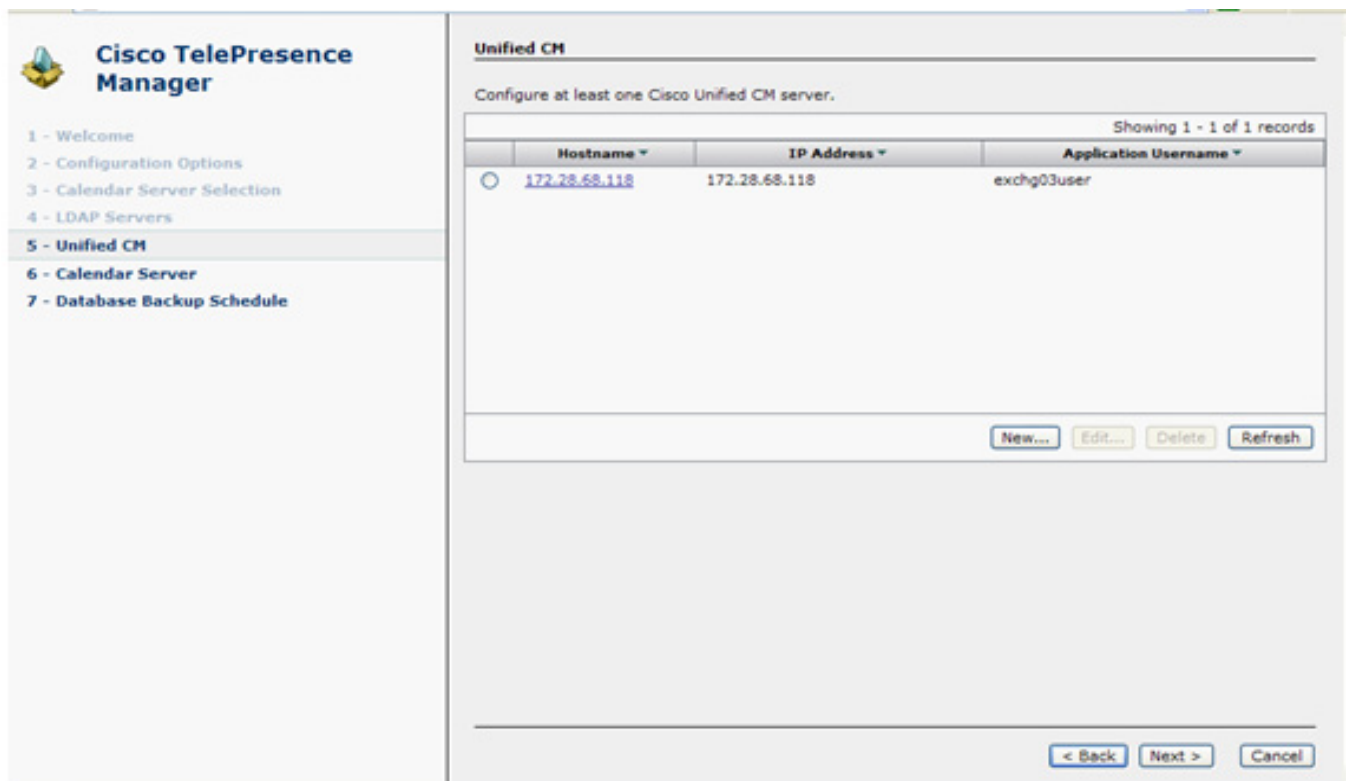 Cisco TelePresence
Manager
1 - Welcome
2 - Configuration Options
3 - Calendar Server Selection
4 - LDAP Servers
5 - Unified CM
6 - Calendar Server
7 - Database Backup Schedule
Unified CM
Configure at least one Cisco Unified CM server.
Showing 1 - 1 of 1 records
Hostname IP Address Application Username
172.28.68.118 172.28.68.118 exchg03user
New... Edit... Delete Refresh
< Back Next > Cancel